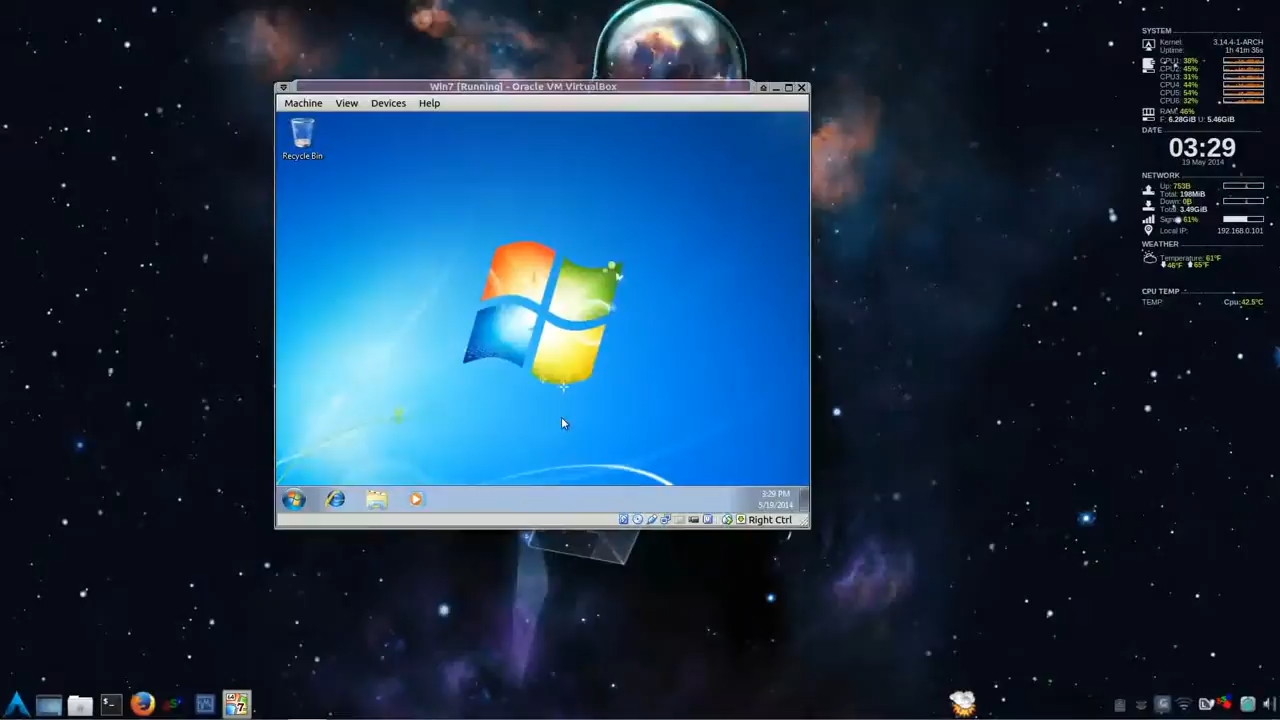 Win7 [Running] - Oracle VM VirtualBox
Machine View Devices Help
Recycle Bin
3:29 PM
5/19/2014
Right Ctrl
SYSTEM
Kernel: 3.14.4-1-ARCH
Uptime: 1h 41m 36s
CPU1: 38%
CPU2: 45%
CPU3: 31%
CPU4: 44%
CPU5: 54%
CPU6: 32%
RAM: 46%
F: 6.28GiB U: 5.46GiB
DATE
03:29
19 May 2014
NETWORK
Up: 753B
Total: 198MiB
Down: 0B
Total: 3.49GiB
Signal: 61%
Local IP: 192.168.0.101
WEATHER
Temperature: 61°F
46°F 65°F
CPU TEMP
TEMP: Cpu: 42.5°C